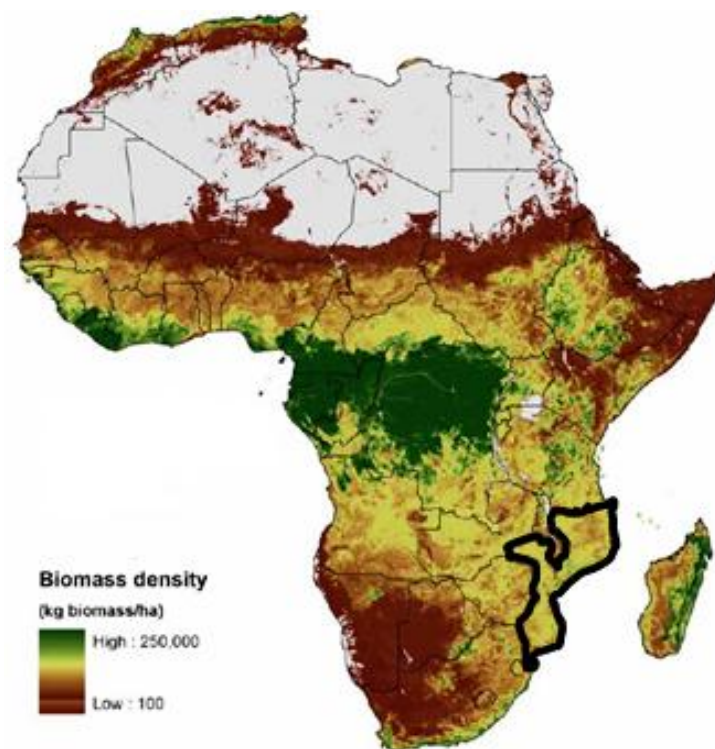 Biomass density
(kg biomass/ha)
High : 250,000
Low : 100